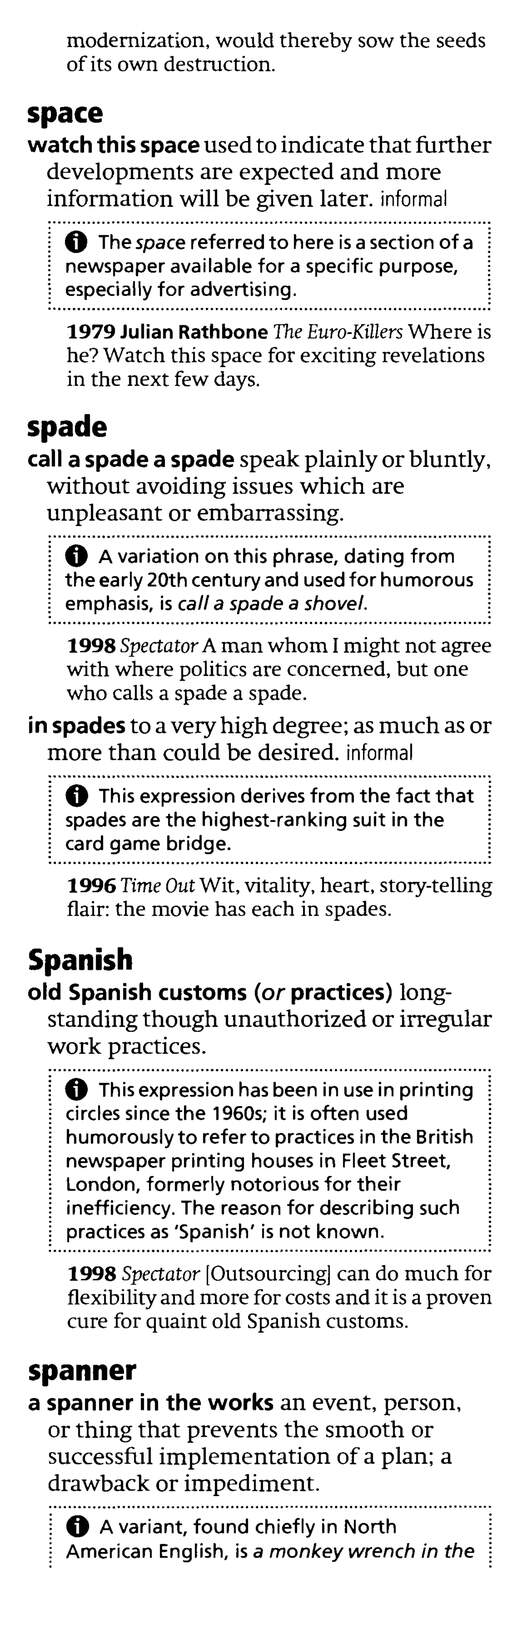 modernization, would thereby sow the seeds
of its own destruction.
space
watch this space used to indicate that further
developments are expected and more
information will be given later. informal
The space referred to here is a section of a
newspaper available for a specific purpose,
especially for advertising.
1979 Julian Rathbone The Euro-Killers Where is
he? Watch this space for exciting revelations
in the next few days.
spade
call a spade a spade speak plainly or bluntly,
without avoiding issues which are
unpleasant or embarrassing.
A variation on this phrase, dating from
the early 20th century and used for humorous
emphasis, is call a spade a shovel.
1998 Spectator A man whom I might not agree
with where politics are concerned, but one
who calls a spade a spade.
in spades to a very high degree; as much as or
more than could be desired. informal
This expression derives from the fact that
spades are the highest-ranking suit in the
card game bridge.
1996 Time Out Wit, vitality, heart, story-telling
flair: the movie has each in spades.
Spanish
old Spanish customs (or practices) long-
standing though unauthorized or irregular
work practices.
This expression has been in use in printing
circles since the 1960s; it is often used
humorously to refer to practices in the British
newspaper printing houses in Fleet Street,
London, formerly notorious for their
inefficiency. The reason for describing such
practices as 'Spanish' is not known.
1998 Spectator [Outsourcing] can do much for
flexibility and more for costs and it is a proven
cure for quaint old Spanish customs.
spanner
a spanner in the works an event, person,
or thing that prevents the smooth or
successful implementation of a plan; a
drawback or impediment.
A variant, found chiefly in North
American English, is a monkey wrench in the